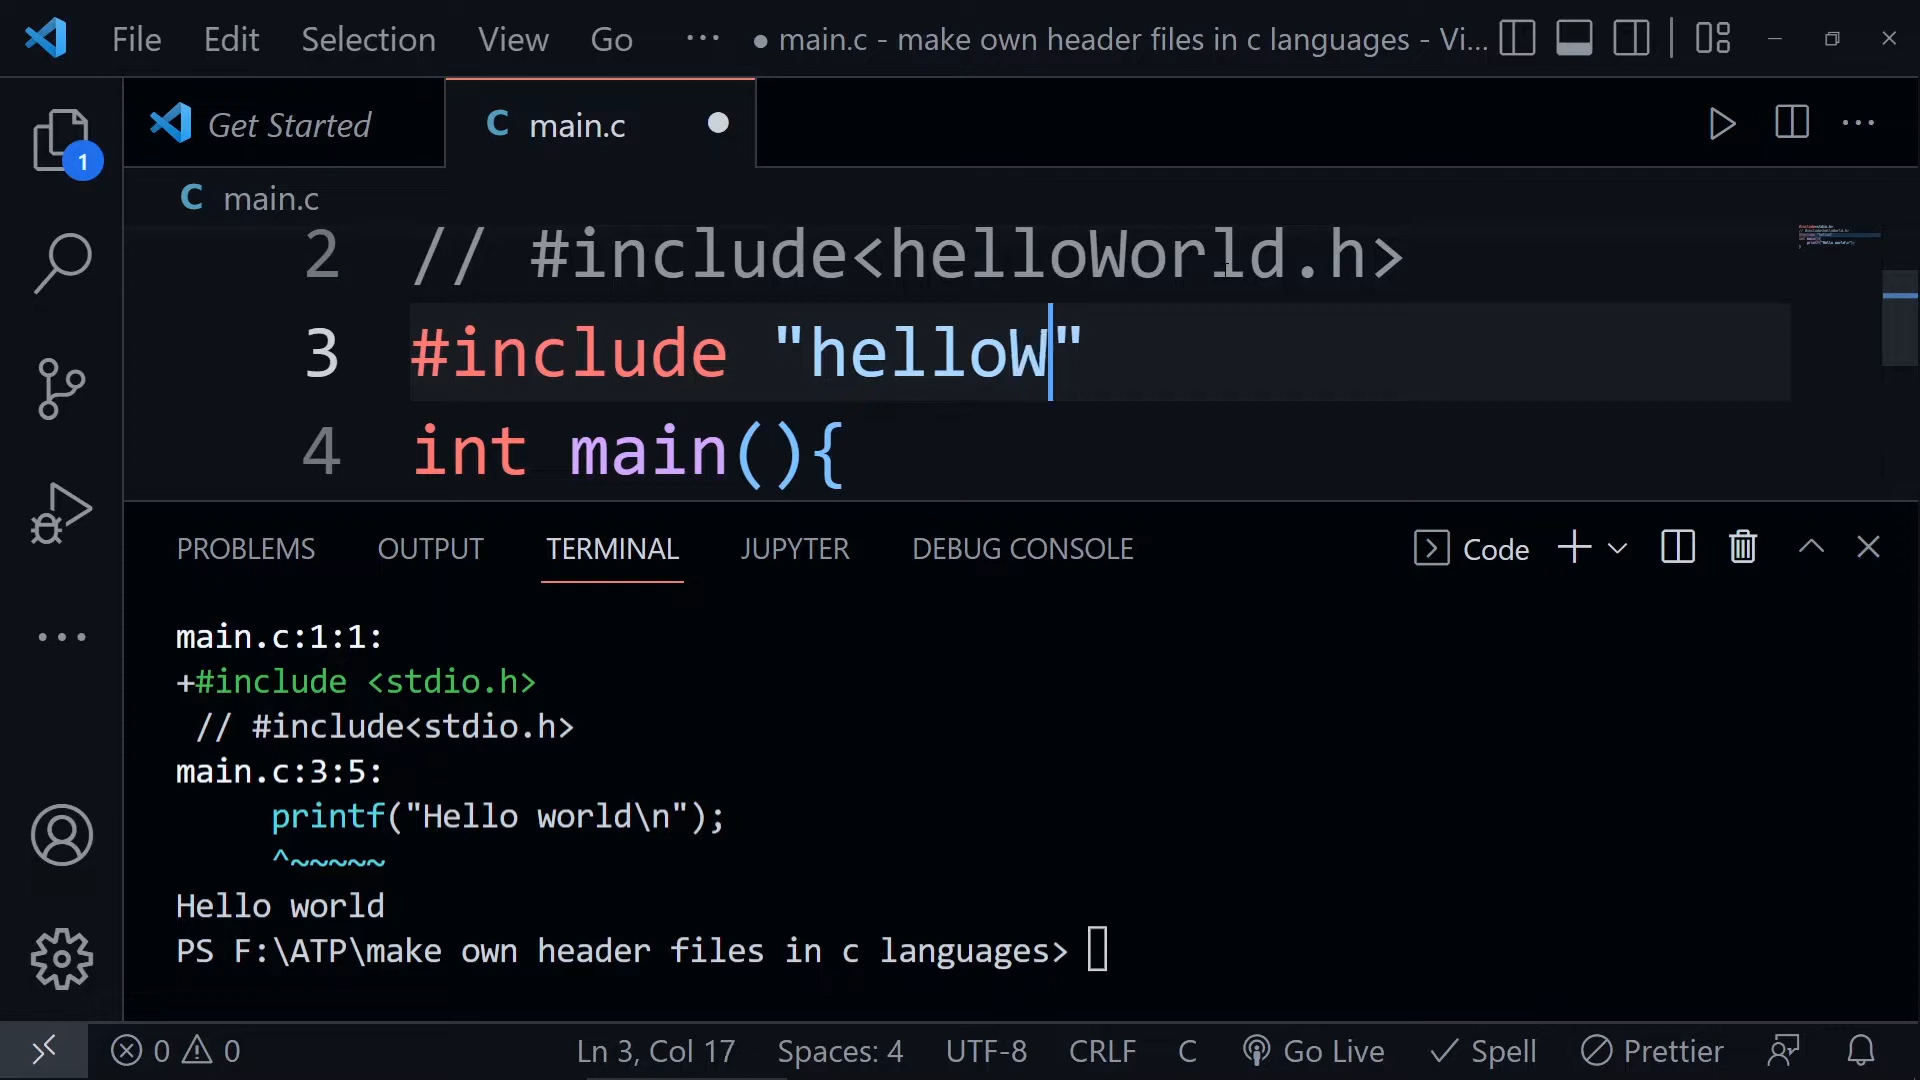 File Edit Selection View Go ··· ● main.c - make own header files in c languages - Vi...
Get Started
C main.c
1
C main.c
2 // #include<helloWorld.h>
3 #include "helloW"
4 int main(){
PROBLEMS OUTPUT TERMINAL JUPYTER DEBUG CONSOLE Code
main.c:1:1:
+#include <stdio.h>
// #include<stdio.h>
main.c:3:5:
printf("Hello world\n");
^~~~~~
Hello world
PS F:\ATP\make own header files in c languages>
0 0 Ln 3, Col 17 Spaces: 4 UTF-8 CRLF C Go Live Spell Prettier